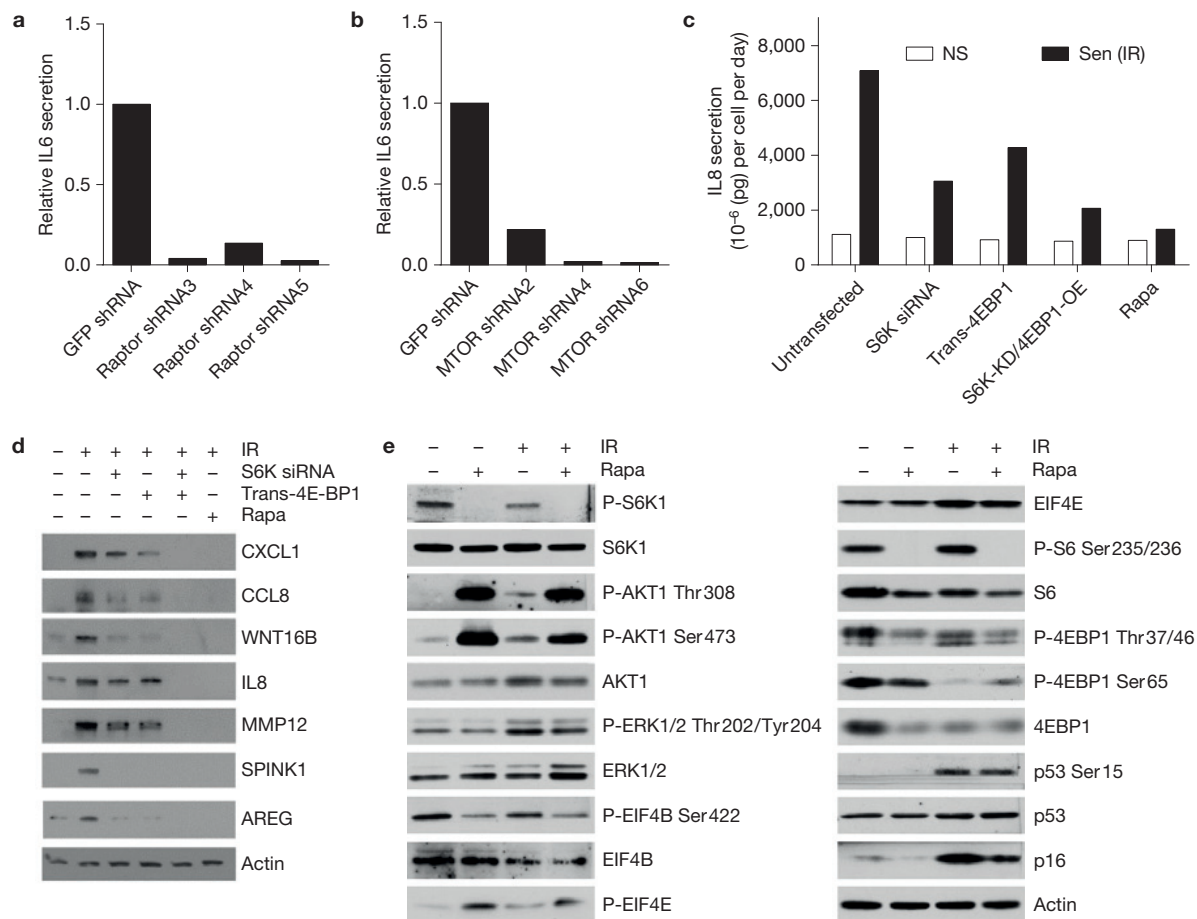 a
Relative IL6 secretion
1.5
1.0
0.5
0.0
GFP shRNA
Raptor shRNA3
Raptor shRNA4
Raptor shRNA5
b
Relative IL6 secretion
1.5
1.0
0.5
0.0
GFP shRNA
MTOR shRNA2
MTOR shRNA4
MTOR shRNA6
c
IL8 secretion
(10⁻⁶ (pg) per cell per day)
8,000
6,000
4,000
2,000
0
NS
Sen (IR)
Untransfected
S6K siRNA
Trans-4EBP1
S6K-KD/4EBP1-OE
Rapa
d
– + + + + + IR
– – + – + – S6K siRNA
– – – + + – Trans-4E-BP1
– – – – – + Rapa
CXCL1
CCL8
WNT16B
IL8
MMP12
SPINK1
AREG
Actin
e
– – + + IR
– + – + Rapa
P-S6K1
S6K1
P-AKT1 Thr308
P-AKT1 Ser473
AKT1
P-ERK1/2 Thr202/Tyr204
ERK1/2
P-EIF4B Ser422
EIF4B
P-EIF4E
– – + + IR
– + – + Rapa
EIF4E
P-S6 Ser235/236
S6
P-4EBP1 Thr37/46
P-4EBP1 Ser65
4EBP1
p53 Ser15
p53
p16
Actin